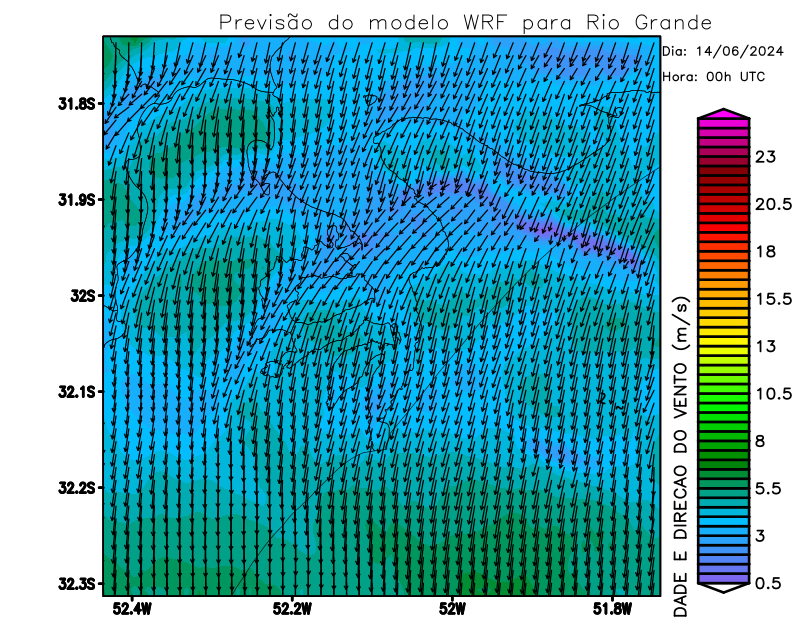 Previsão do modelo WRF para Rio Grande
Dia: 14/06/2024
Hora: 00h UTC
31.8S
31.9S
32S
32.1S
32.2S
32.3S
52.4W
52.2W
52W
51.8W
23
20.5
18
15.5
13
10.5
8
5.5
3
0.5
DADE E DIRECAO DO VENTO (m/s)